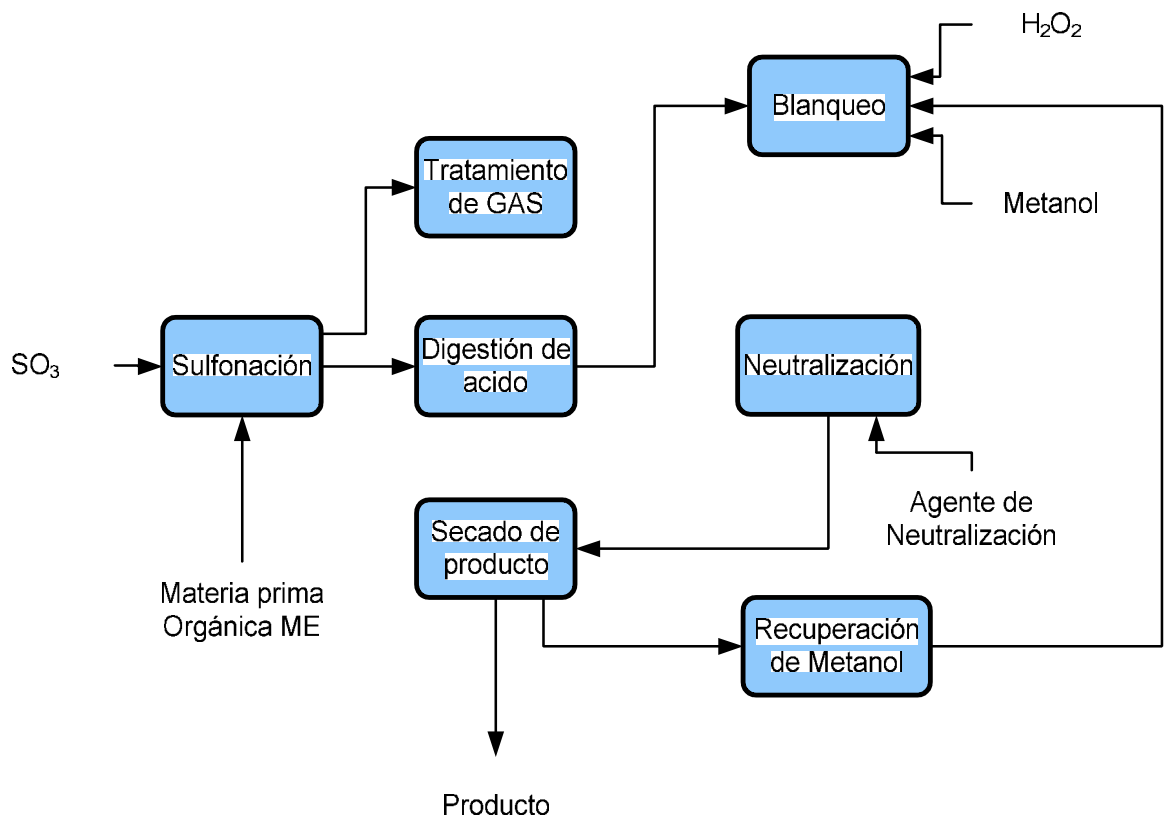 H₂O₂
Blanqueo
Tratamiento
de GAS
Metanol
SO₃
Sulfonación
Digestión de
acido
Neutralización
Agente de
Neutralización
Secado de
producto
Materia prima
Orgánica ME
Recuperación
de Metanol
Producto